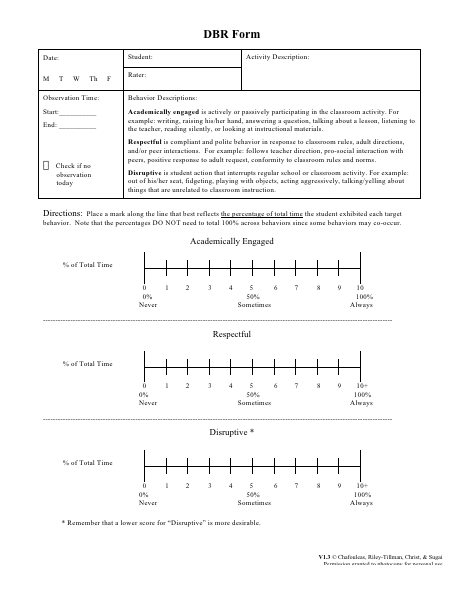 DBR Form
Date:
M T W Th F
Student:
Activity Description:
Rater:
Observation Time:
Start:__________
End: __________
Check if no
observation
today
Behavior Descriptions:
Academically engaged is actively or passively participating in the classroom activity. For
example: writing, raising his/her hand, answering a question, talking about a lesson, listening to
the teacher, reading silently, or looking at instructional materials.
Respectful is compliant and polite behavior in response to classroom rules, adult directions,
and/or peer interactions. For example: follows teacher direction, pro-social interaction with
peers, positive response to adult request, conformity to classroom rules and norms.
Disruptive is student action that interrupts regular school or classroom activity. For example:
out of his/her seat, fidgeting, playing with objects, acting aggressively, talking/yelling about
things that are unrelated to classroom instruction.
Directions: Place a mark along the line that best reflects the percentage of total time the student exhibited each target
behavior. Note that the percentages DO NOT need to total 100% across behaviors since some behaviors may co-occur.
Academically Engaged
% of Total Time
0 1 2 3 4 5 6 7 8 9 10
0% 50% 100%
Never Sometimes Always
Respectful
% of Total Time
0 1 2 3 4 5 6 7 8 9 10+
0% 50% 100%
Never Sometimes Always
Disruptive *
% of Total Time
0 1 2 3 4 5 6 7 8 9 10+
0% 50% 100%
Never Sometimes Always
* Remember that a lower score for “Disruptive” is more desirable.
V1.3 © Chafouleas, Riley-Tillman, Christ, & Sugai
Permission granted to photocopy for personal use